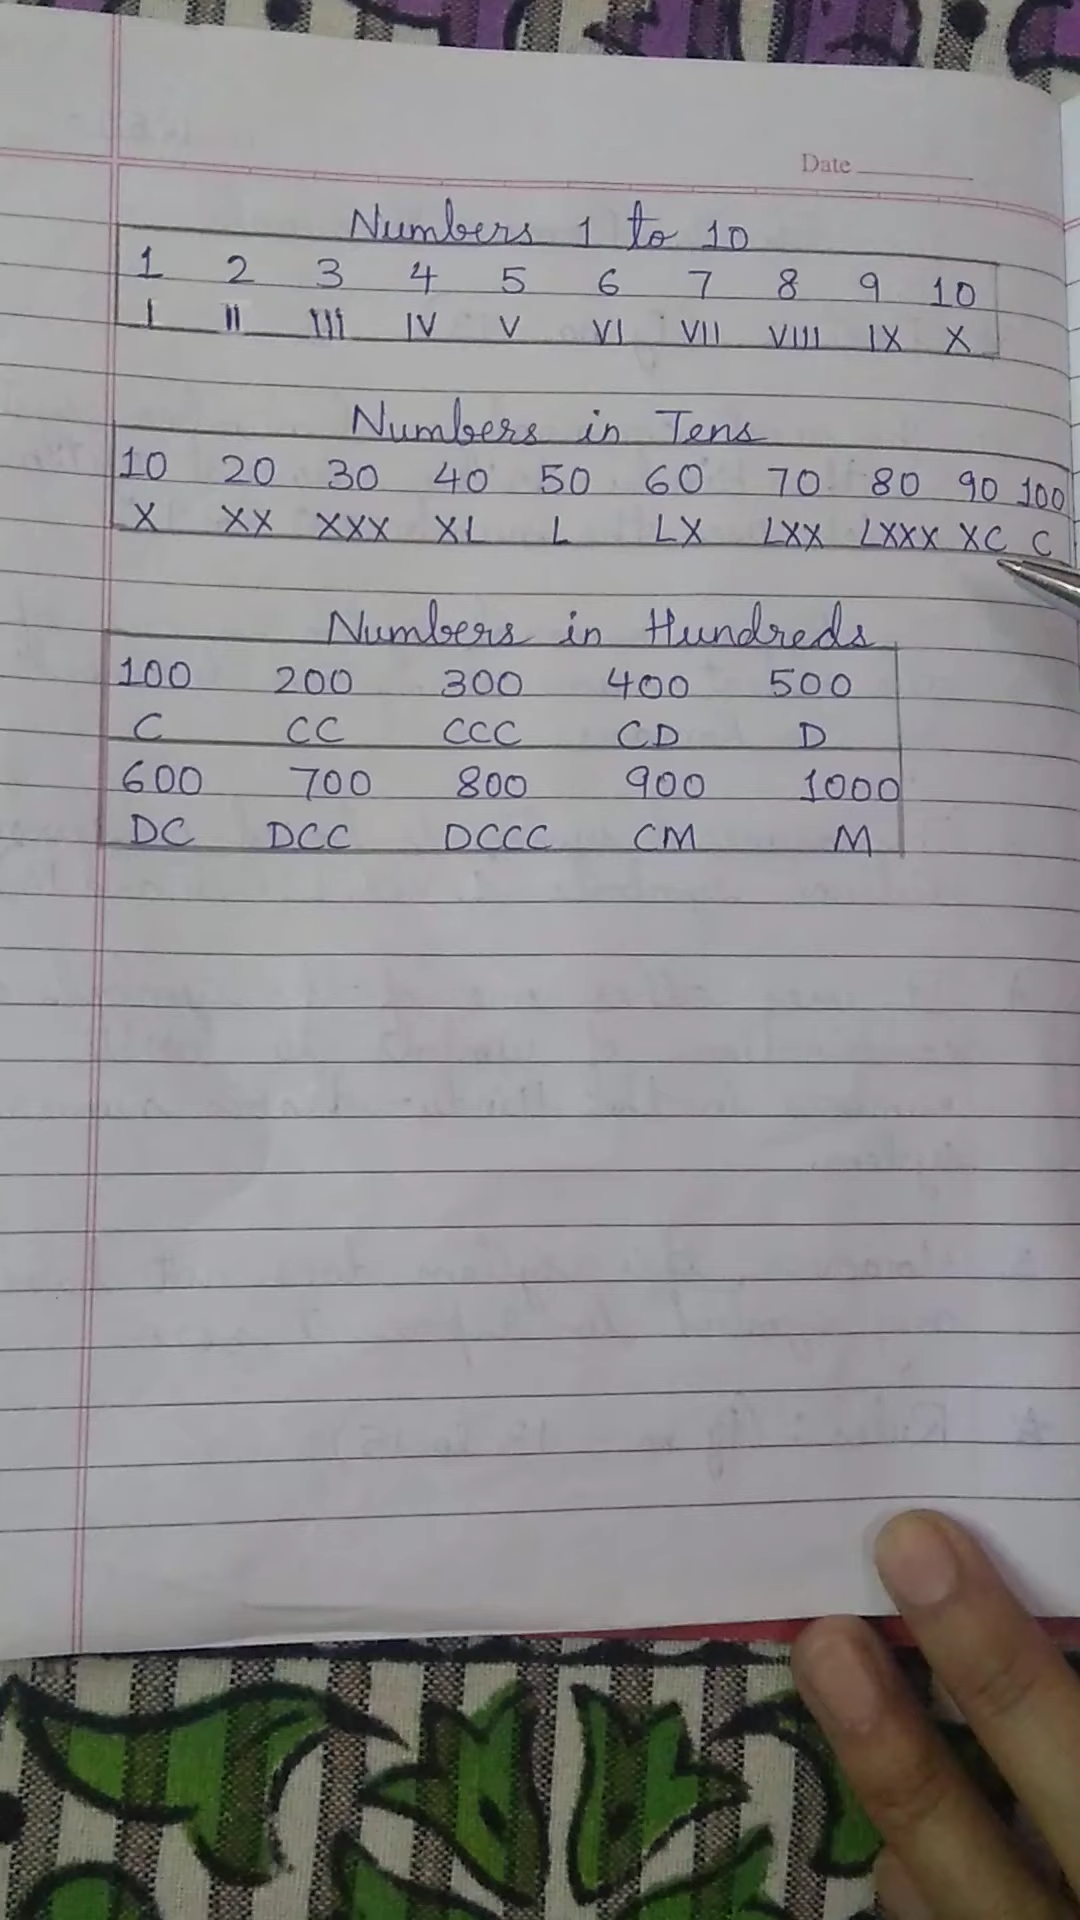 Date
Numbers 1 to 10
1 2 3 4 5 6 7 8 9 10
I II III IV V VI VII VIII IX X
Numbers in Tens
10 20 30 40 50 60 70 80 90 100
X XX XXX XL L LX LXX LXXX XC C
Numbers in Hundreds
100 200 300 400 500
C CC CCC CD D
600 700 800 900 1000
DC DCC DCCC CM M